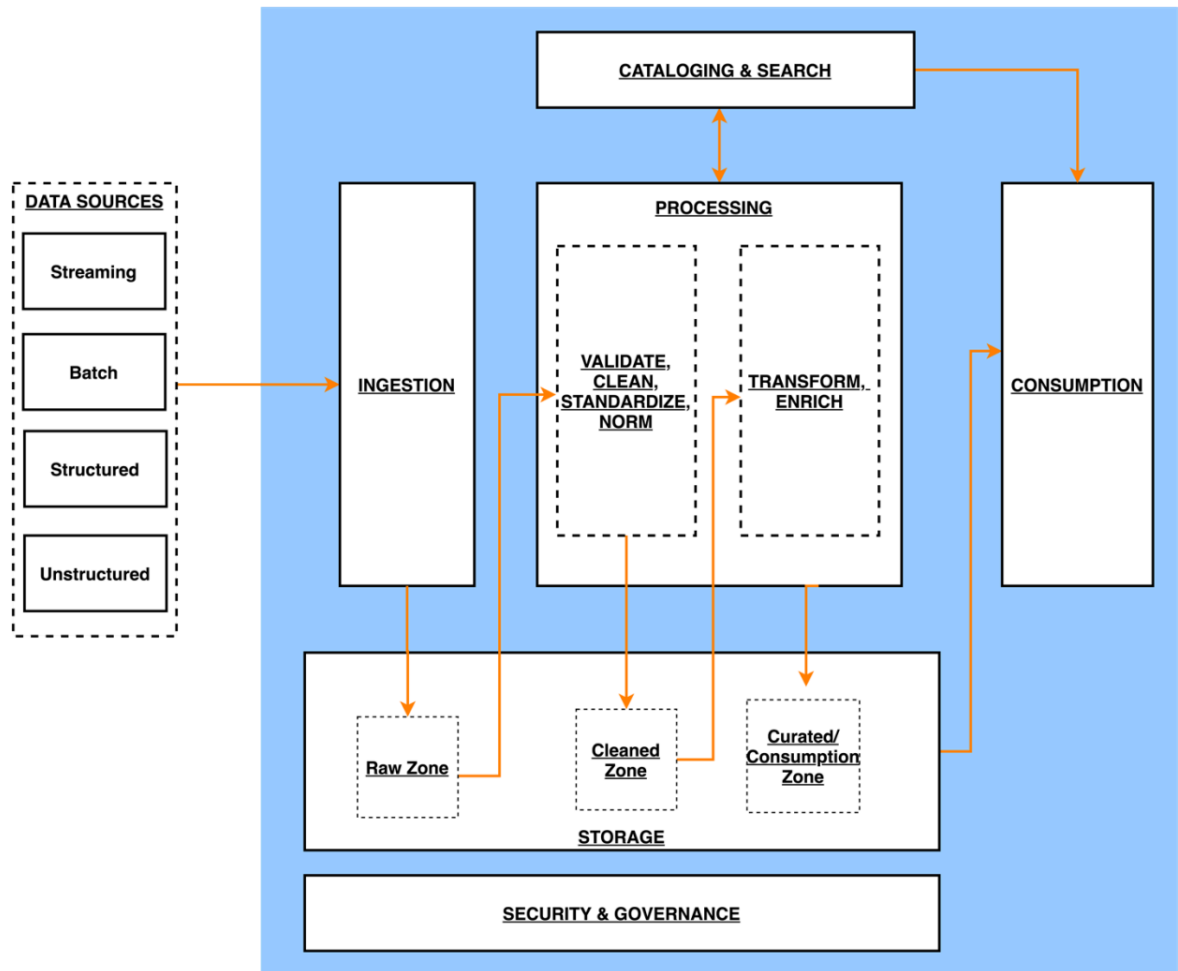 CATALOGING & SEARCH
DATA SOURCES
Streaming
Batch
Structured
Unstructured
INGESTION
PROCESSING
VALIDATE,
CLEAN,
STANDARDIZE,
NORM
TRANSFORM,
ENRICH
CONSUMPTION
Raw Zone
Cleaned
Zone
Curated/
Consumption
Zone
STORAGE
SECURITY & GOVERNANCE